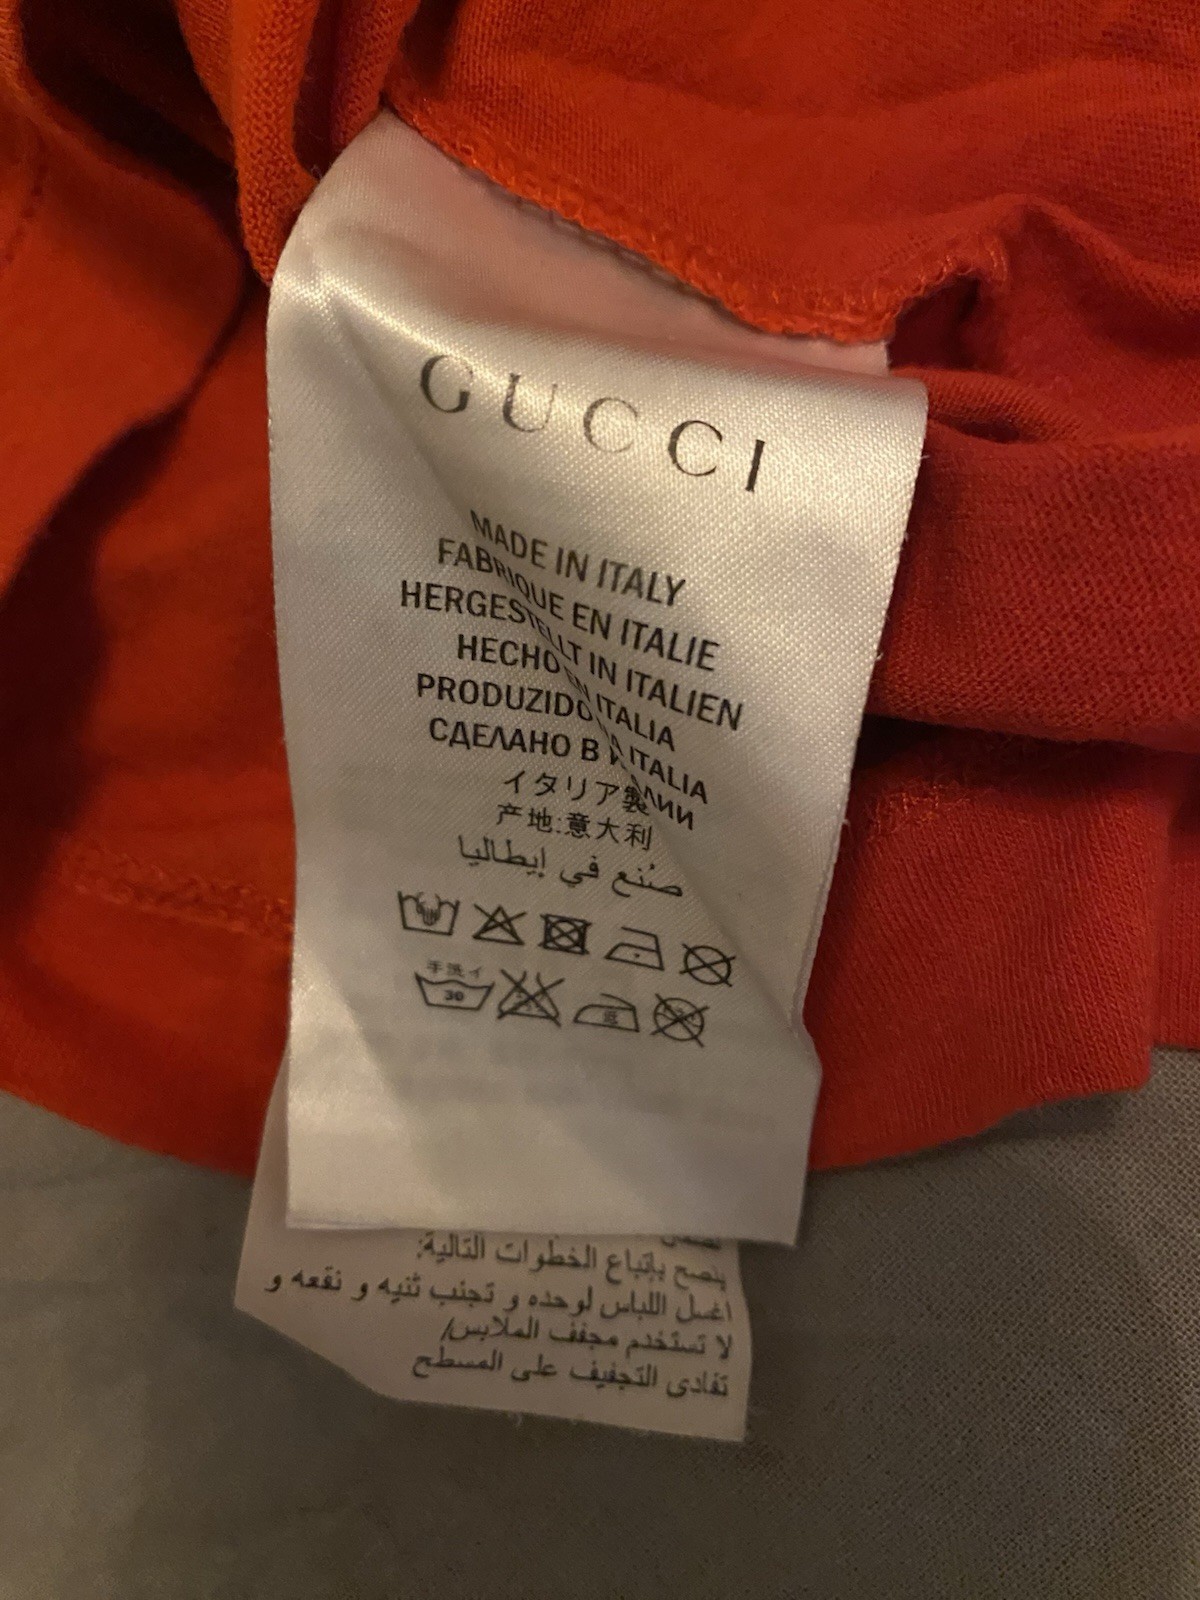 GUCCI
MADE IN ITALY
FABRIQUE EN ITALIE
HERGESTELLT IN ITALIEN
HECHO EN ITALIA
PRODUZIDO NA ITALIA
СДЕЛАНО В ИТАЛИИ
イタリア製
产地:意大利
صُنع في إيطاليا
手洗イ
30
ينصح بإتباع الخطوات التالية:
اغسل اللباس لوحده و تجنب ثنيه و نقعه و
لا تستخدم مجفف الملابس/
تفادى التجفيف على المسطح